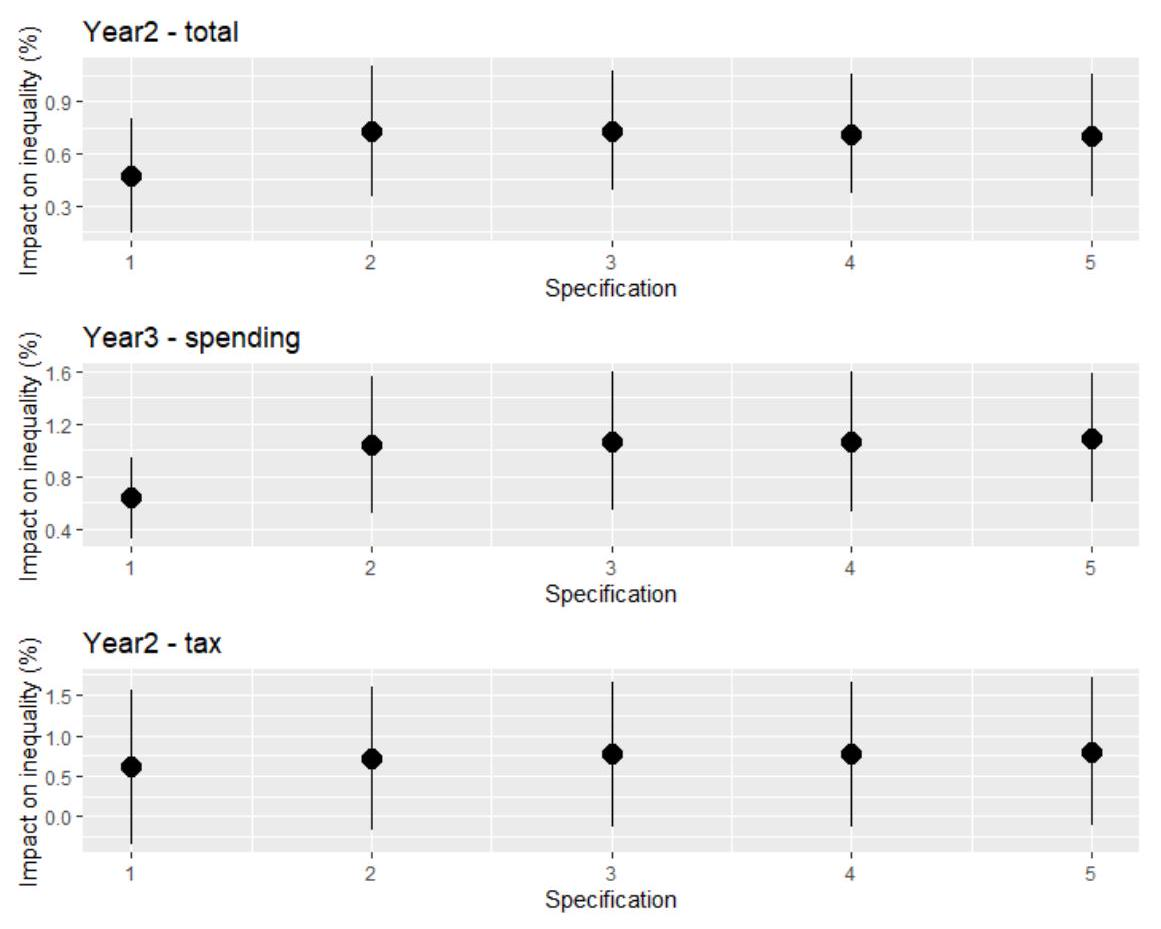 Year2 - total
Impact on inequality (%)
0.9
0.6
0.3
1 2 3 4 5
Specification
Year3 - spending
Impact on inequality (%)
1.6
1.2
0.8
0.4
1 2 3 4 5
Specification
Year2 - tax
Impact on inequality (%)
1.5
1.0
0.5
0.0
1 2 3 4 5
Specification